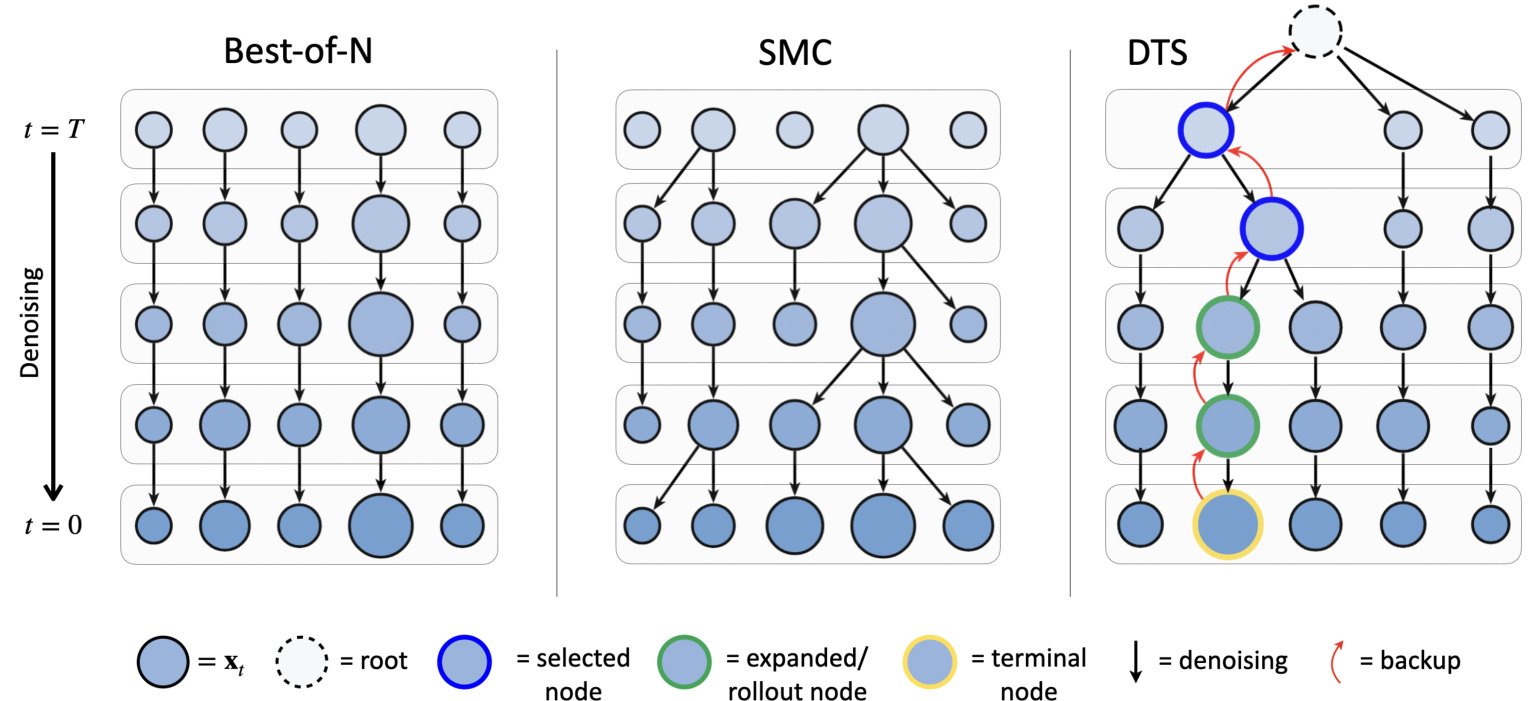 Best-of-N
SMC
DTS
t = T
Denoising
t = 0
= x_t
= root
= selected
node
= expanded/
rollout node
= terminal
node
= denoising
= backup